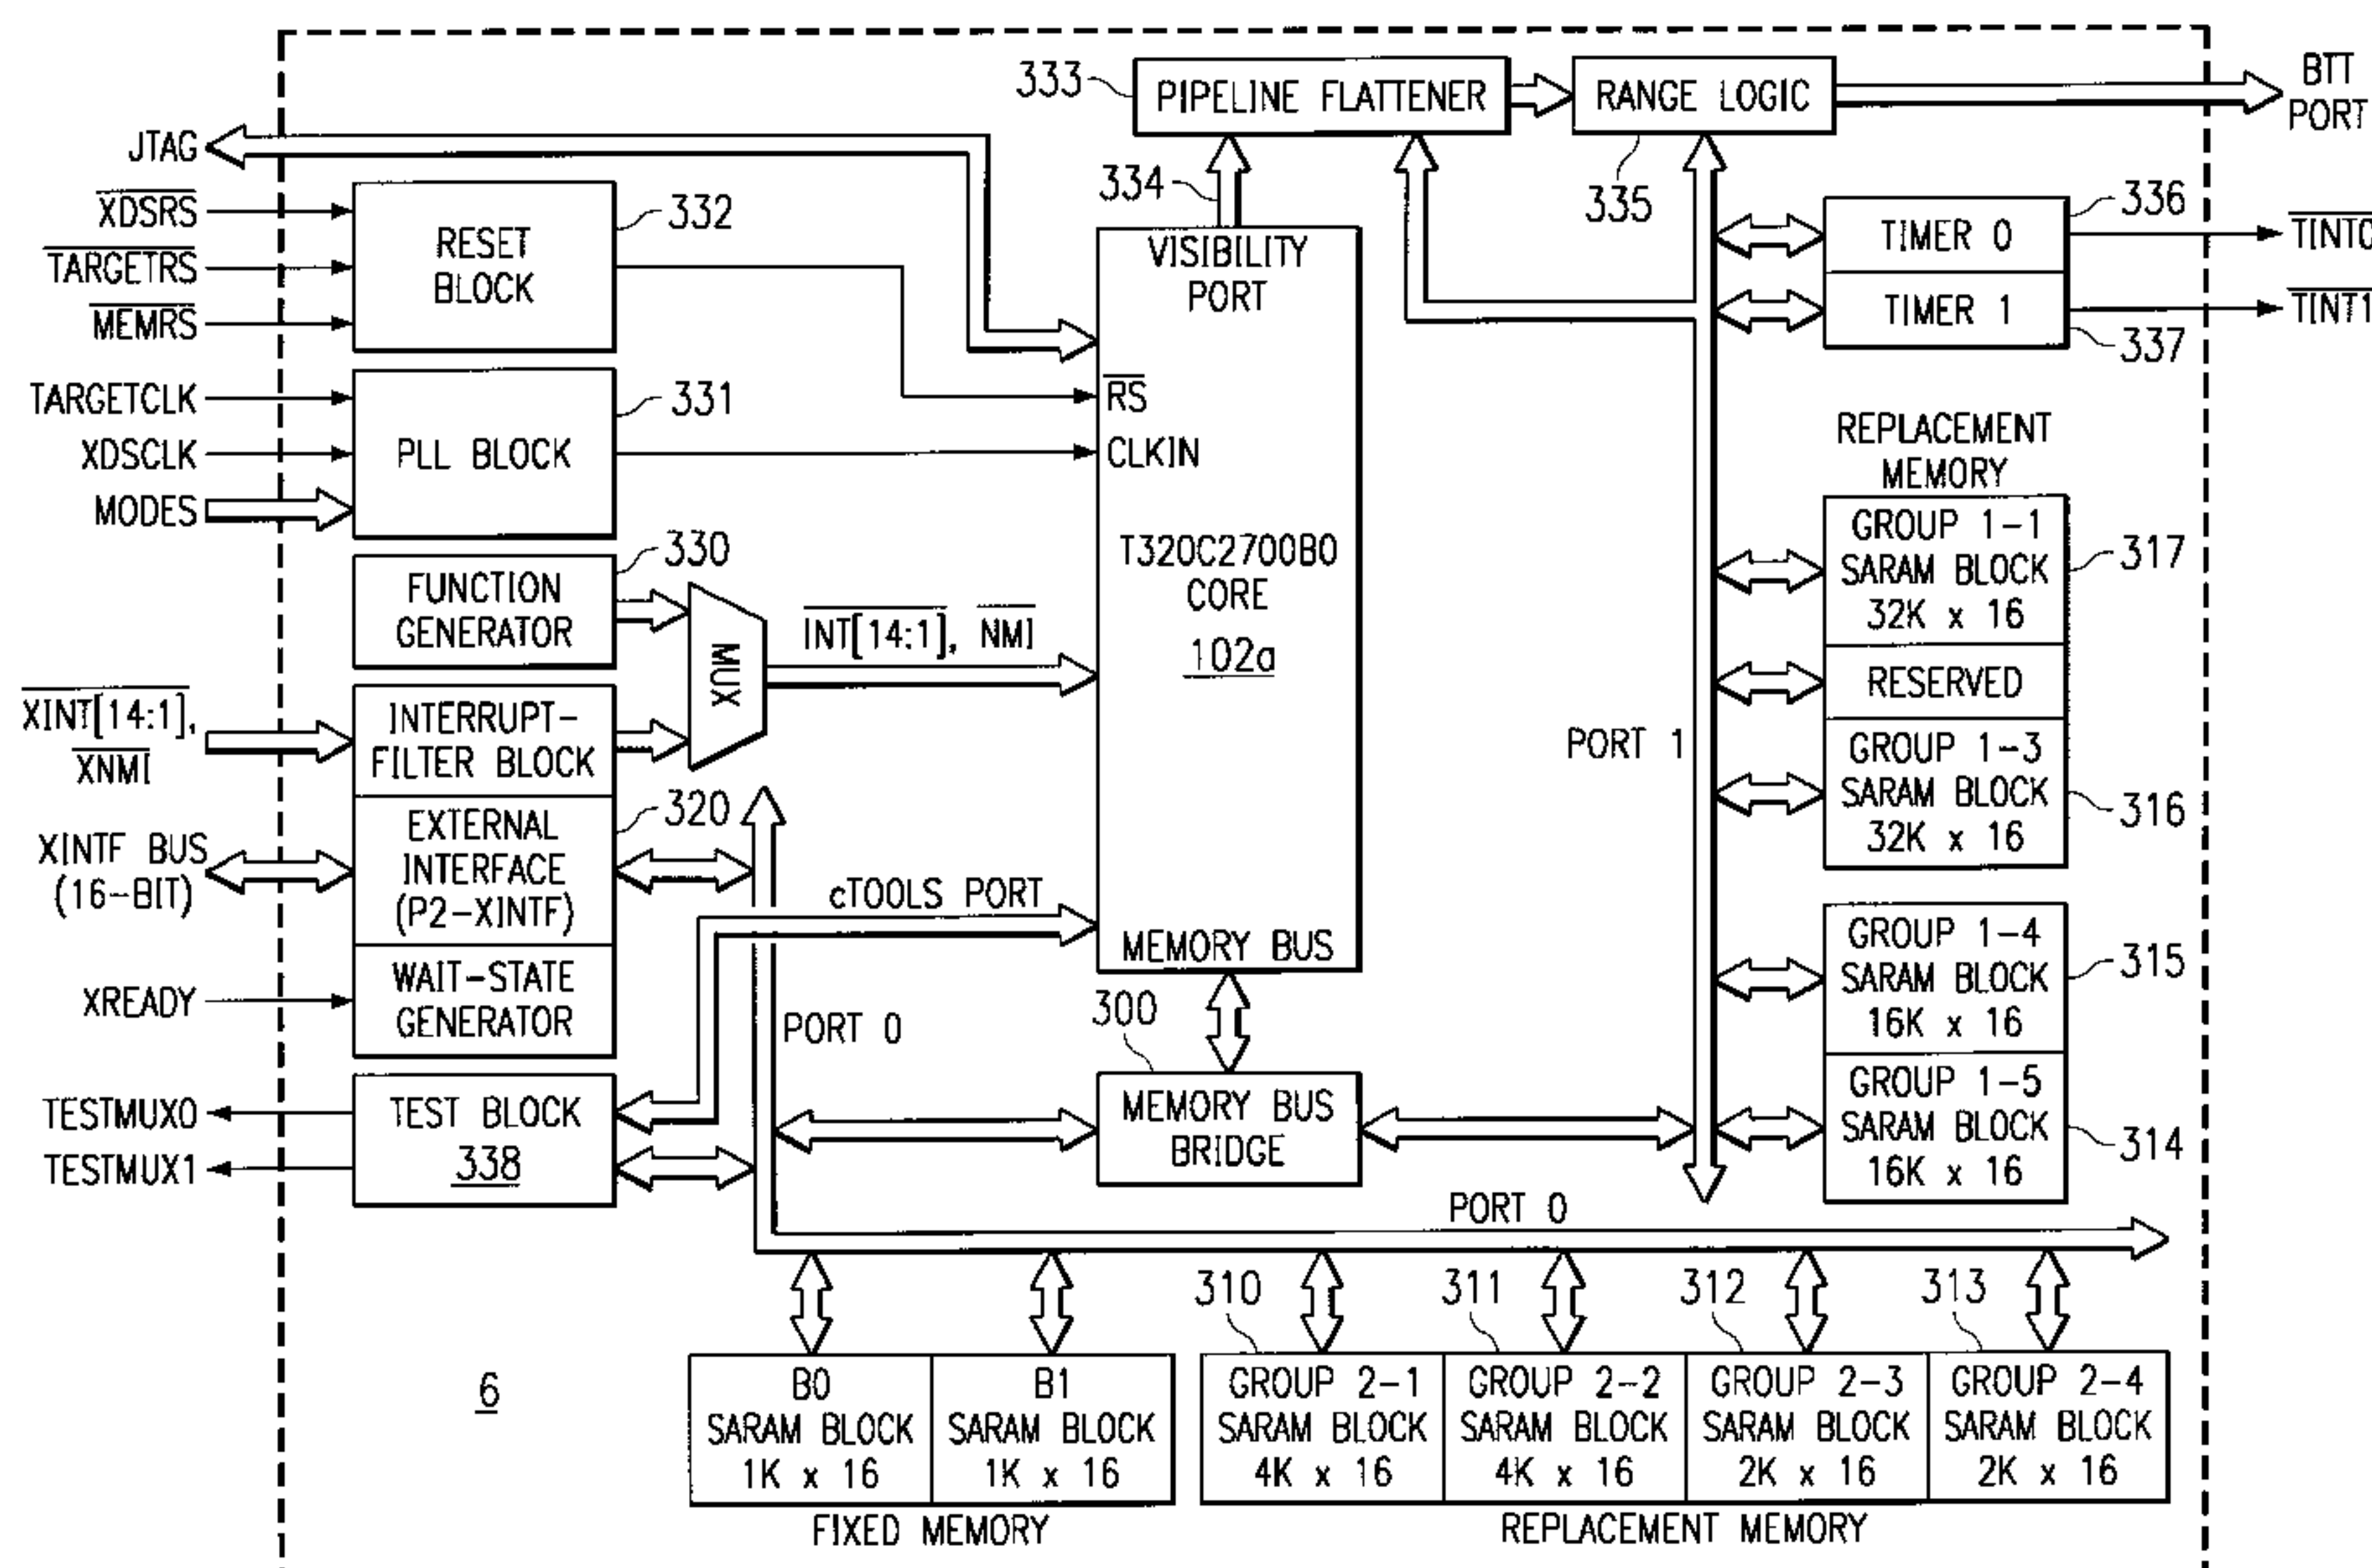 333
PIPELINE FLATTENER
RANGE LOGIC
BTT
PORT
JTAG
334
335
XDSRS
TARGETRS
MEMRS
RESET
BLOCK
332
VISIBILITY
PORT
336
TIMER 0
TINT0
TIMER 1
TINT1
337
TARGETCLK
XDSCLK
MODES
PLL BLOCK
331
RS
CLKIN
REPLACEMENT
MEMORY
FUNCTION
GENERATOR
330
MUX
INT[14:1], NMI
T320C2700B0
CORE
102a
GROUP 1-1
SARAM BLOCK
32K x 16
317
RESERVED
GROUP 1-3
SARAM BLOCK
32K x 16
316
PORT 1
XINT[14:1],
XNMI
INTERRUPT-
FILTER BLOCK
XINTF BUS
(16-BIT)
EXTERNAL
INTERFACE
(P2-XINTF)
320
cTOOLS PORT
MEMORY BUS
XREADY
WAIT-STATE
GENERATOR
PORT 0
300
GROUP 1-4
SARAM BLOCK
16K x 16
315
GROUP 1-5
SARAM BLOCK
16K x 16
314
TESTMUX0
TESTMUX1
TEST BLOCK
338
MEMORY BUS
BRIDGE
PORT 0
310
311
312
313
6
B0
SARAM BLOCK
1K x 16
B1
SARAM BLOCK
1K x 16
GROUP 2-1
SARAM BLOCK
4K x 16
GROUP 2-2
SARAM BLOCK
4K x 16
GROUP 2-3
SARAM BLOCK
2K x 16
GROUP 2-4
SARAM BLOCK
2K x 16
FIXED MEMORY
REPLACEMENT MEMORY